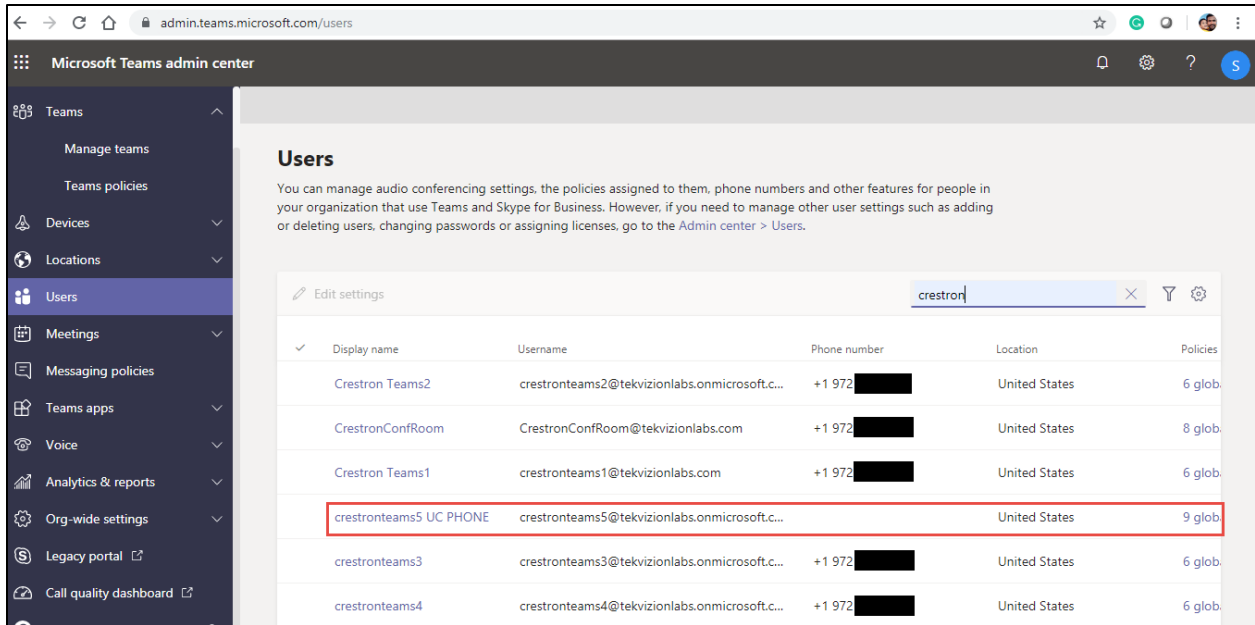 admin.teams.microsoft.com/users
Microsoft Teams admin center
S
Teams
Manage teams
Teams policies
Devices
Locations
Users
Meetings
Messaging policies
Teams apps
Voice
Analytics & reports
Org-wide settings
Legacy portal
Call quality dashboard
Users
You can manage audio conferencing settings, the policies assigned to them, phone numbers and other features for people in
your organization that use Teams and Skype for Business. However, if you need to manage other user settings such as adding
or deleting users, changing passwords or assigning licenses, go to the Admin center > Users.
Edit settings
crestron
Display name Username Phone number Location Policies
Crestron Teams2 crestronteams2@tekvizionlabs.onmicrosoft.c... +1 972 United States 6 glob
CrestronConfRoom CrestronConfRoom@tekvizionlabs.com +1 972 United States 8 glob
Crestron Teams1 crestronteams1@tekvizionlabs.com +1 972 United States 6 glob
crestronteams5 UC PHONE crestronteams5@tekvizionlabs.onmicrosoft.c... United States 9 glob
crestronteams3 crestronteams3@tekvizionlabs.onmicrosoft.c... +1 972 United States 6 glob
crestronteams4 crestronteams4@tekvizionlabs.onmicrosoft.c... +1 972 United States 6 glob